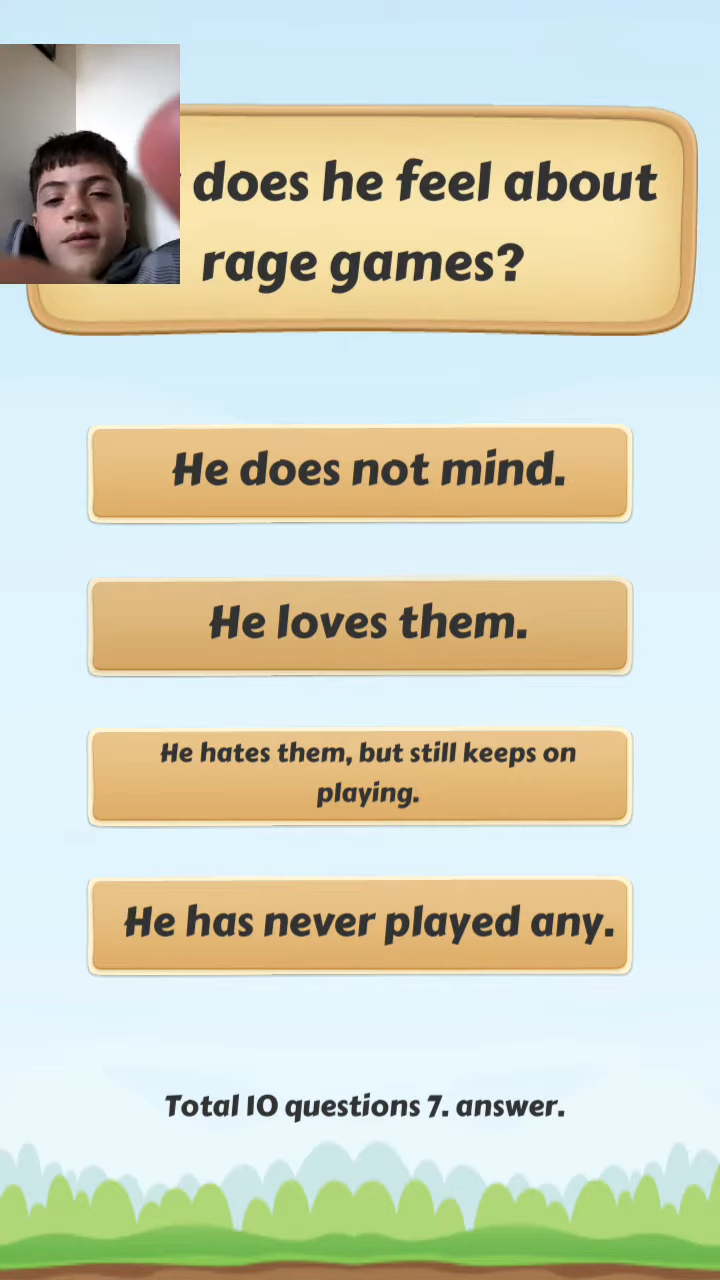 does he feel about
rage games?
He does not mind.
He loves them.
He hates them, but still keeps on
playing.
He has never played any.
Total 10 questions 7. answer.